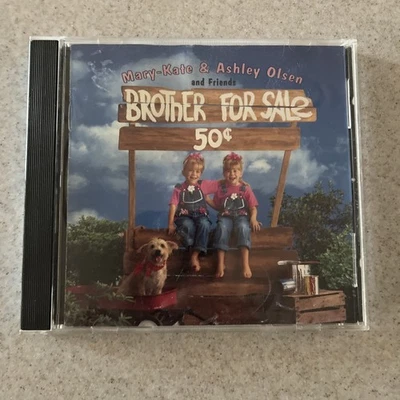 Mary-Kate & Ashley Olsen
and Friends
BROTHER FOR SALE
50¢